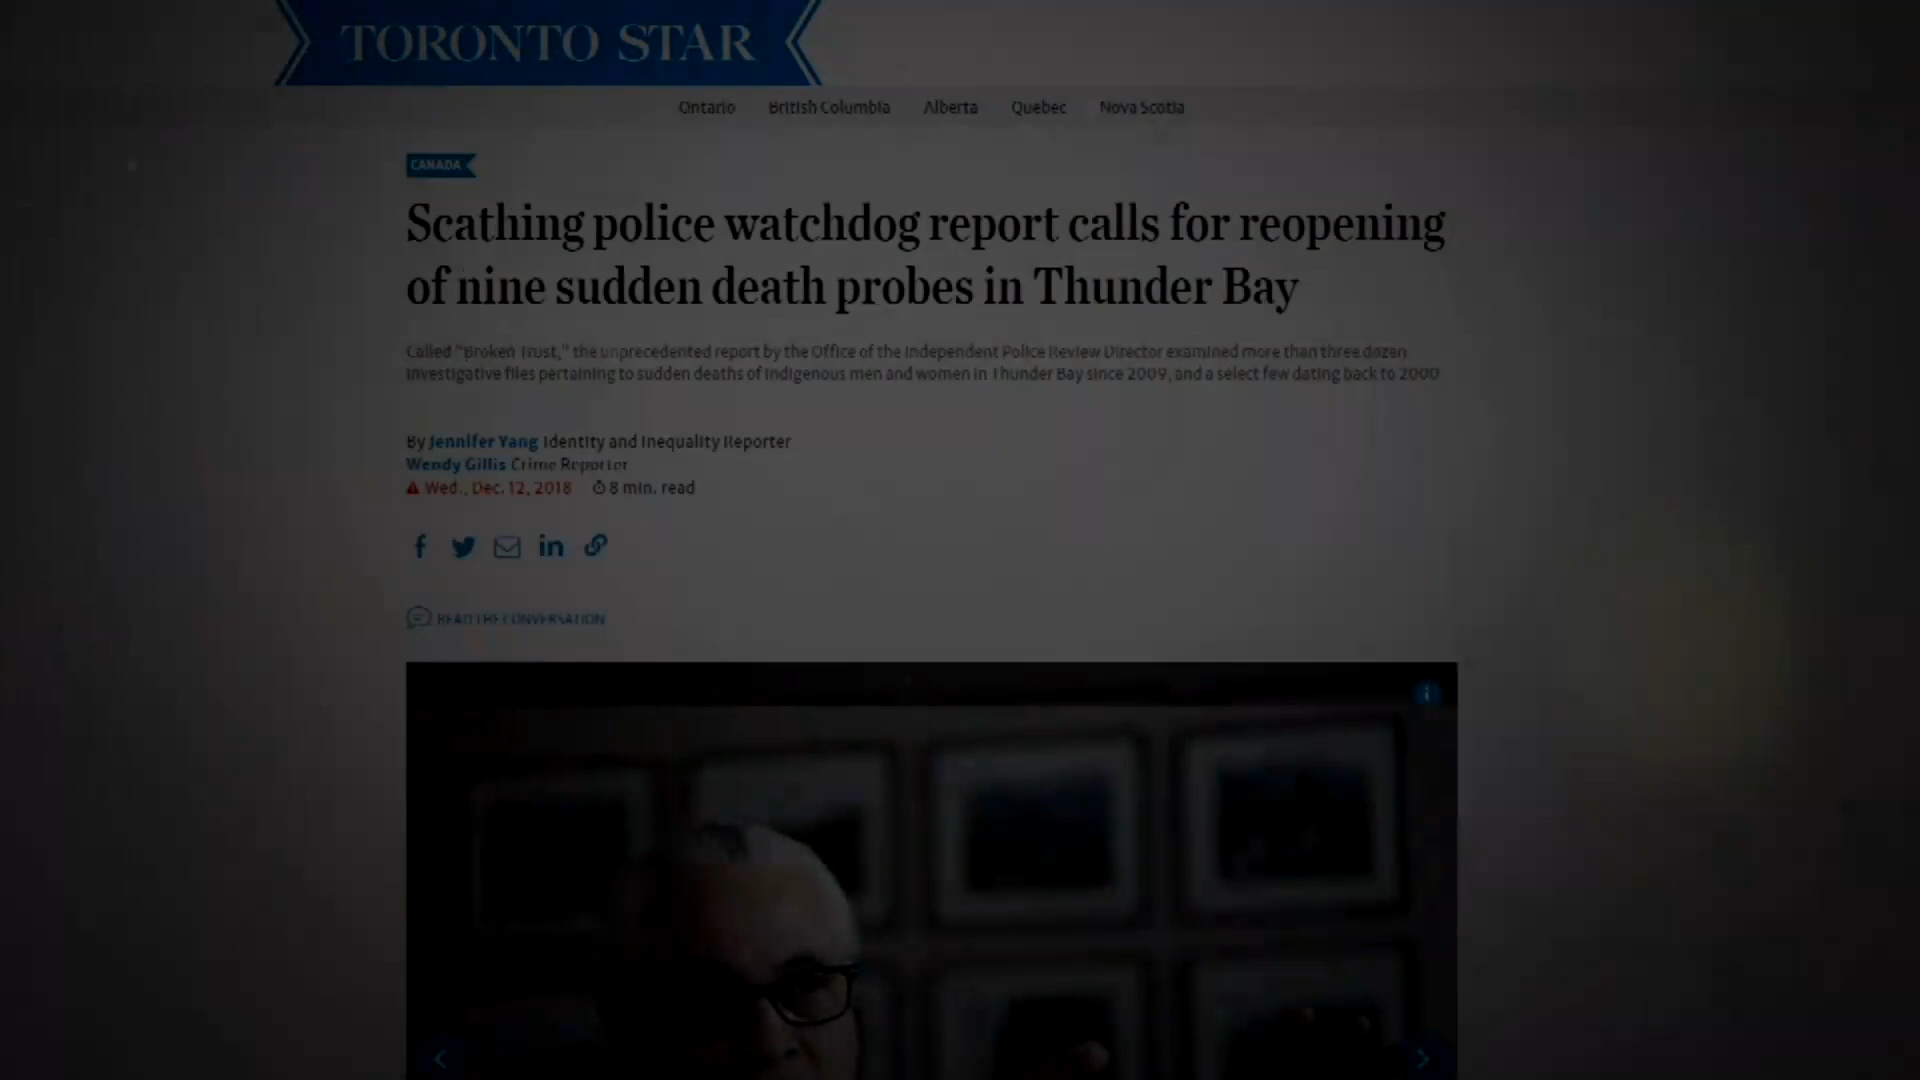 TORONTO STAR
Ontario British Columbia Alberta Quebec Nova Scotia
CANADA
Scathing police watchdog report calls for reopening
of nine sudden death probes in Thunder Bay
Called "Broken Trust," the unprecedented report by the Office of the Independent Police Review Director examined more than three dozen
investigative files pertaining to sudden deaths of Indigenous men and women in Thunder Bay since 2009, and a select few dating back to 2000
By Jennifer Yang Identity and Inequality Reporter
Wendy Gillis Crime Reporter
Wed., Dec. 12, 2018 8 min. read
READ THE CONVERSATION